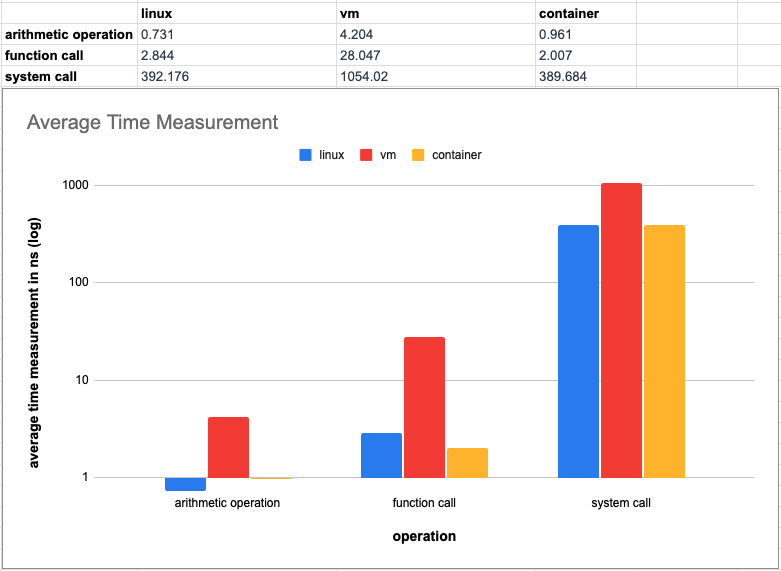 linux vm container
arithmetic operation 0.731 4.204 0.961
function call 2.844 28.047 2.007
system call 392.176 1054.02 389.684
Average Time Measurement
linux vm container
average time measurement in ns (log)
1000
100
10
1
arithmetic operation function call system call
operation